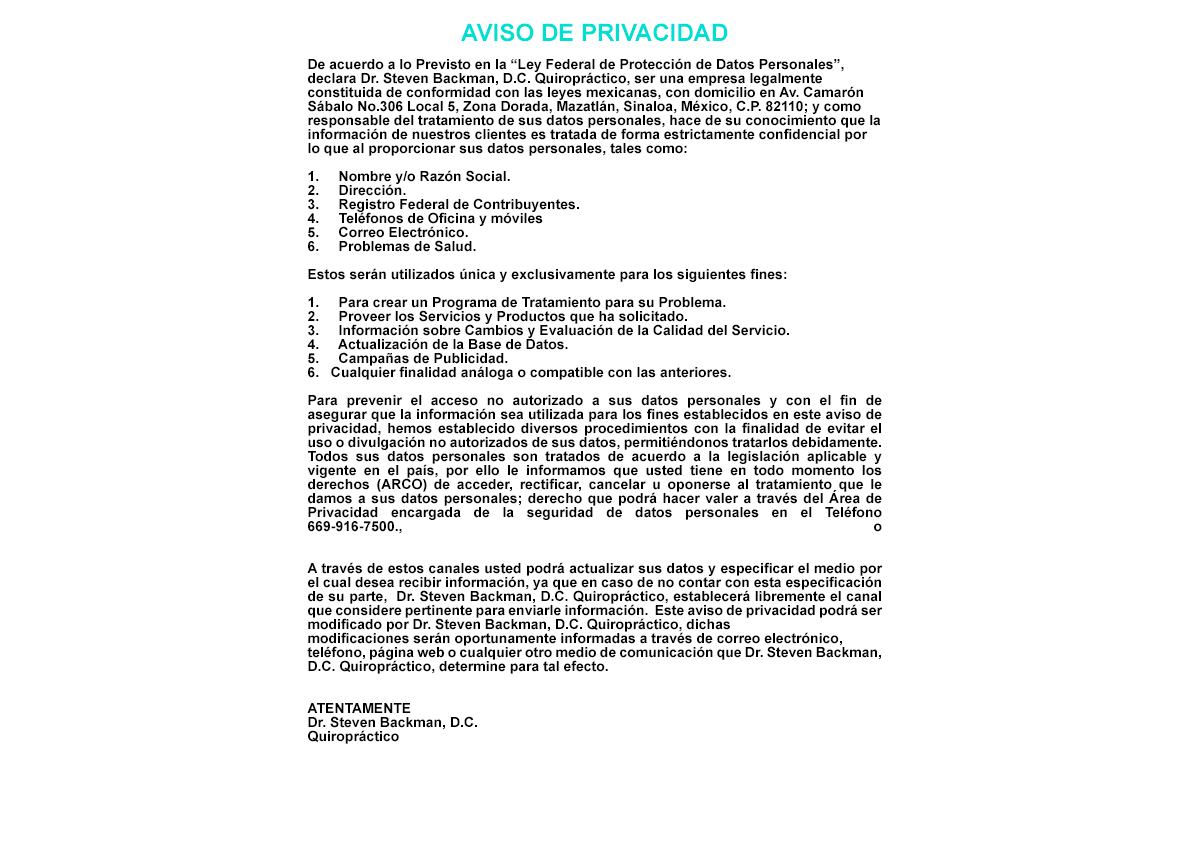 AVISO DE PRIVACIDAD
De acuerdo a lo Previsto en la “Ley Federal de Protección de Datos Personales”,
declara Dr. Steven Backman, D.C. Quiropráctico, ser una empresa legalmente
constituida de conformidad con las leyes mexicanas, con domicilio en Av. Camarón
Sábalo No.306 Local 5, Zona Dorada, Mazatlán, Sinaloa, México, C.P. 82110; y como
responsable del tratamiento de sus datos personales, hace de su conocimiento que la
información de nuestros clientes es tratada de forma estrictamente confidencial por
lo que al proporcionar sus datos personales, tales como:
1. Nombre y/o Razón Social.
2. Dirección.
3. Registro Federal de Contribuyentes.
4. Teléfonos de Oficina y móviles
5. Correo Electrónico.
6. Problemas de Salud.
Estos serán utilizados única y exclusivamente para los siguientes fines:
1. Para crear un Programa de Tratamiento para su Problema.
2. Proveer los Servicios y Productos que ha solicitado.
3. Información sobre Cambios y Evaluación de la Calidad del Servicio.
4. Actualización de la Base de Datos.
5. Campañas de Publicidad.
6. Cualquier finalidad análoga o compatible con las anteriores.
Para prevenir el acceso no autorizado a sus datos personales y con el fin de
asegurar que la información sea utilizada para los fines establecidos en este aviso de
privacidad, hemos establecido diversos procedimientos con la finalidad de evitar el
uso o divulgación no autorizados de sus datos, permitiéndonos tratarlos debidamente.
Todos sus datos personales son tratados de acuerdo a la legislación aplicable y
vigente en el país, por ello le informamos que usted tiene en todo momento los
derechos (ARCO) de acceder, rectificar, cancelar u oponerse al tratamiento que le
damos a sus datos personales; derecho que podrá hacer valer a través del Área de
Privacidad encargada de la seguridad de datos personales en el Teléfono
669-916-7500., o
A través de estos canales usted podrá actualizar sus datos y especificar el medio por
el cual desea recibir información, ya que en caso de no contar con esta especificación
de su parte, Dr. Steven Backman, D.C. Quiropráctico, establecerá libremente el canal
que considere pertinente para enviarle información. Este aviso de privacidad podrá ser
modificado por Dr. Steven Backman, D.C. Quiropráctico, dichas
modificaciones serán oportunamente informadas a través de correo electrónico,
teléfono, página web o cualquier otro medio de comunicación que Dr. Steven Backman,
D.C. Quiropráctico, determine para tal efecto.
ATENTAMENTE
Dr. Steven Backman, D.C.
Quiropráctico